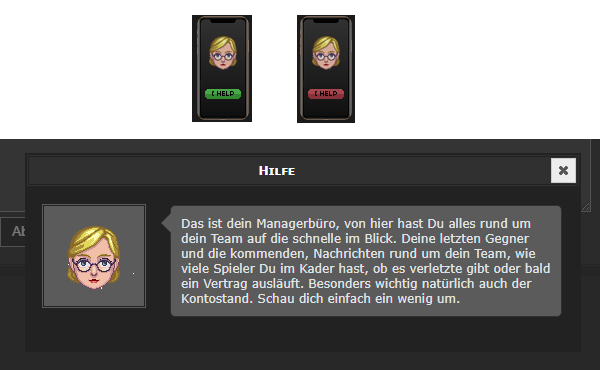 I HELP
I HELP
HILFE
Ab
Das ist dein Managerbüro, von hier hast Du alles rund um
dein Team auf die schnelle im Blick. Deine letzten Gegner
und die kommenden, Nachrichten rund um dein Team, wie
viele Spieler Du im Kader hast, ob es verletzte gibt oder bald
ein Vertrag ausläuft. Besonders wichtig natürlich auch der
Kontostand. Schau dich einfach ein wenig um.